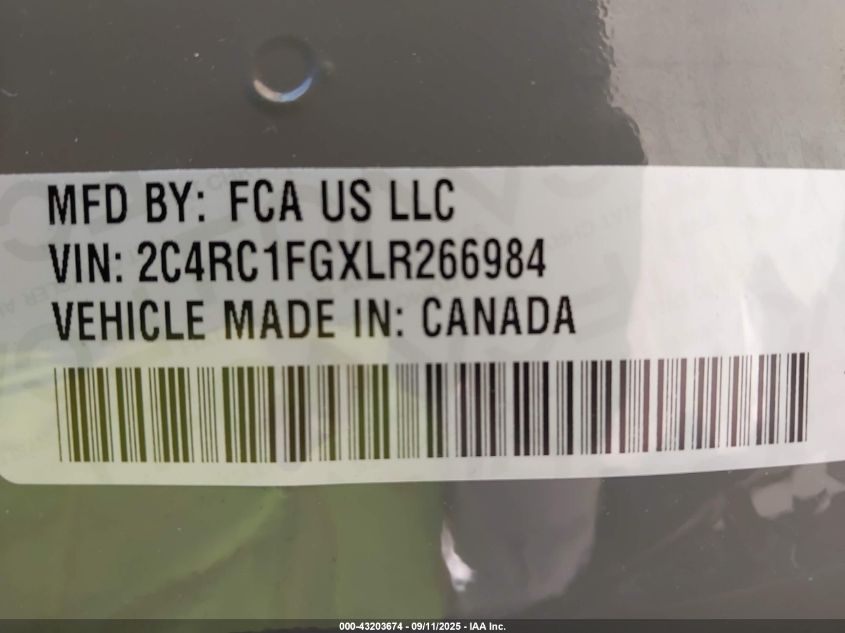 MFD BY: FCA US LLC
VIN: 2C4RC1FGXLR266984
VEHICLE MADE IN: CANADA
000-43203674 - 09/11/2025 - IAA Inc.